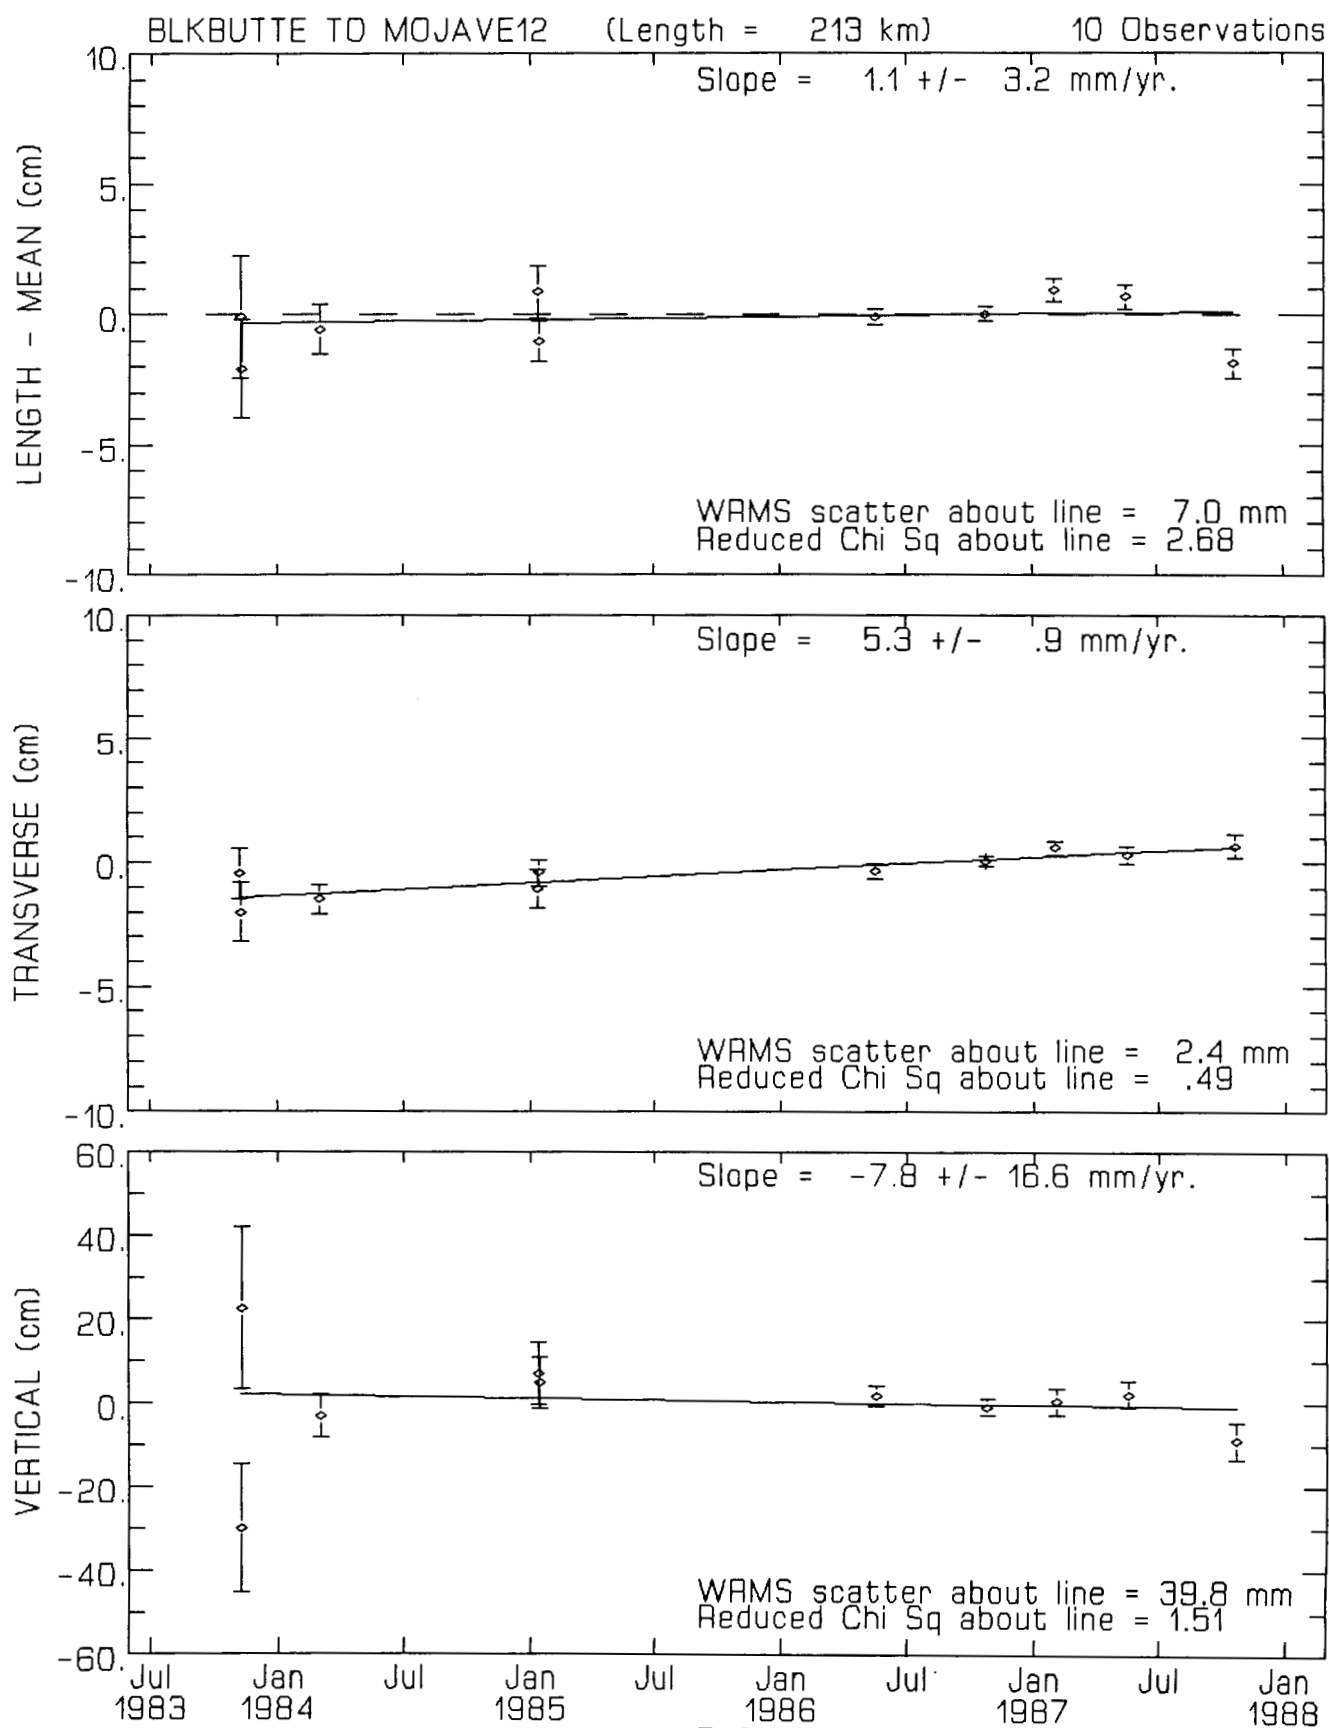 BLKBUTTE TO MOJAVE12 (Length = 213 km) 10 Observations
10.
Slope = 1.1 +/- 3.2 mm/yr.
5.
LENGTH - MEAN (cm)
0.
-5.
WRMS scatter about line = 7.0 mm
Reduced Chi Sq about line = 2.68
-10.
10.
Slope = 5.3 +/- .9 mm/yr.
5.
TRANSVERSE (cm)
0.
-5.
WRMS scatter about line = 2.4 mm
Reduced Chi Sq about line = .49
-10.
60.
Slope = -7.8 +/- 16.6 mm/yr.
40.
20.
VERTICAL (cm)
0.
-20.
-40.
WRMS scatter about line = 39.8 mm
Reduced Chi Sq about line = 1.51
-60.
Jul Jan Jul Jan Jul Jan Jul Jan Jul Jan
1983 1984 1985 1986 1987 1988